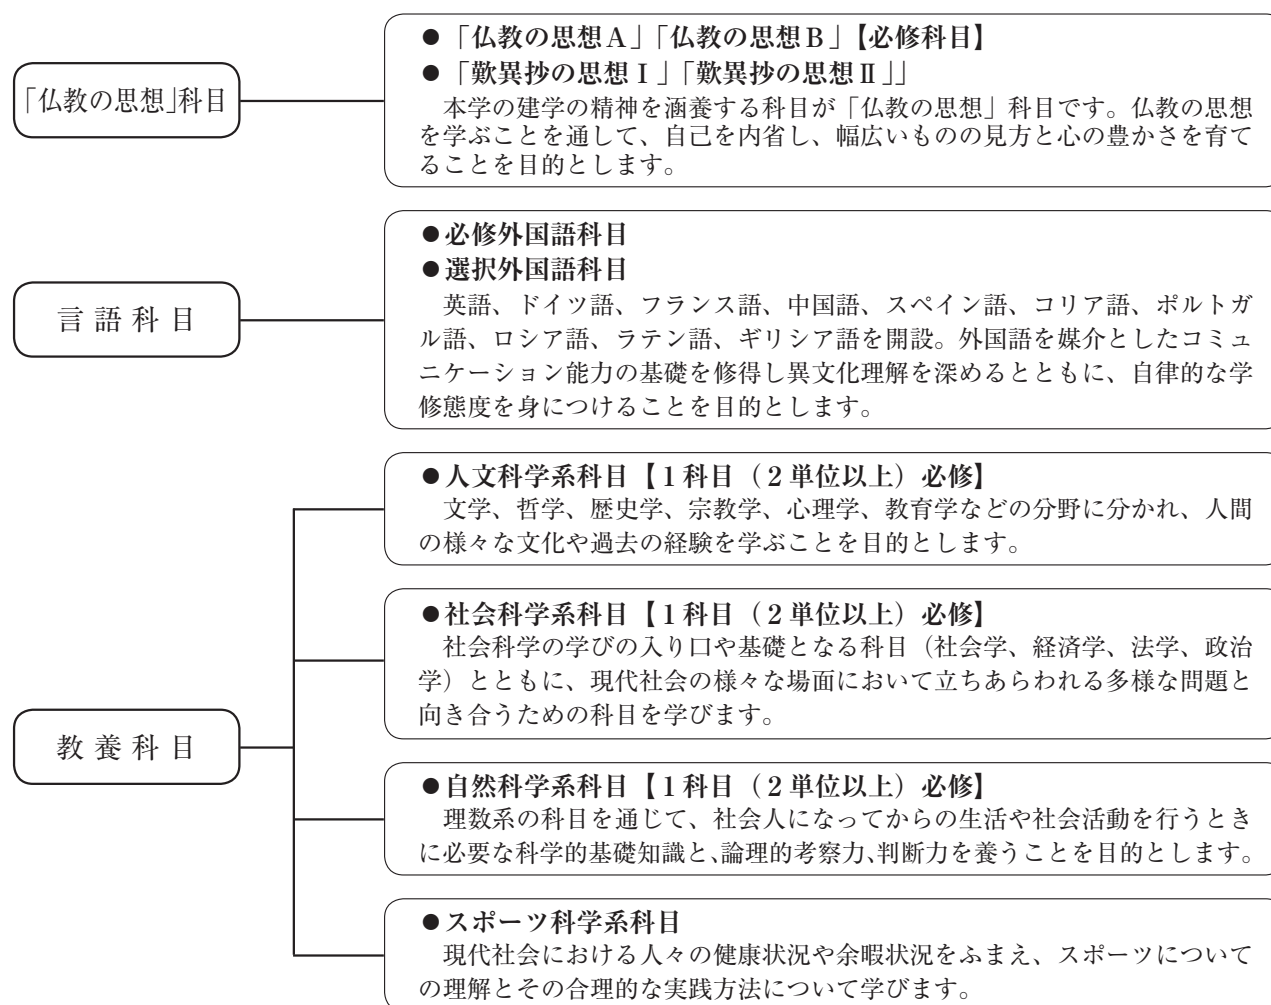 「仏教の思想」科目
●「仏教の思想A」「仏教の思想B」【必修科目】
●「歎異抄の思想Ⅰ」「歎異抄の思想Ⅱ」」
本学の建学の精神を涵養する科目が「仏教の思想」科目です。仏教の思想
を学ぶことを通して、自己を内省し、幅広いものの見方と心の豊かさを育て
ることを目的とします。
言語科目
●必修外国語科目
●選択外国語科目
英語、ドイツ語、フランス語、中国語、スペイン語、コリア語、ポルトガ
ル語、ロシア語、ラテン語、ギリシア語を開設。外国語を媒介としたコミュ
ニケーション能力の基礎を修得し異文化理解を深めるとともに、自律的な学
修態度を身につけることを目的とします。
教養科目
●人文科学系科目【1科目(2単位以上)必修】
文学、哲学、歴史学、宗教学、心理学、教育学などの分野に分かれ、人間
の様々な文化や過去の経験を学ぶことを目的とします。
●社会科学系科目【1科目(2単位以上)必修】
社会科学の学びの入り口や基礎となる科目(社会学、経済学、法学、政治
学)とともに、現代社会の様々な場面において立ちあらわれる多様な問題と
向き合うための科目を学びます。
●自然科学系科目【1科目(2単位以上)必修】
理数系の科目を通じて、社会人になってからの生活や社会活動を行うとき
に必要な科学的基礎知識と、論理的考察力、判断力を養うことを目的とします。
●スポーツ科学系科目
現代社会における人々の健康状況や余暇状況をふまえ、スポーツについて
の理解とその合理的な実践方法について学びます。